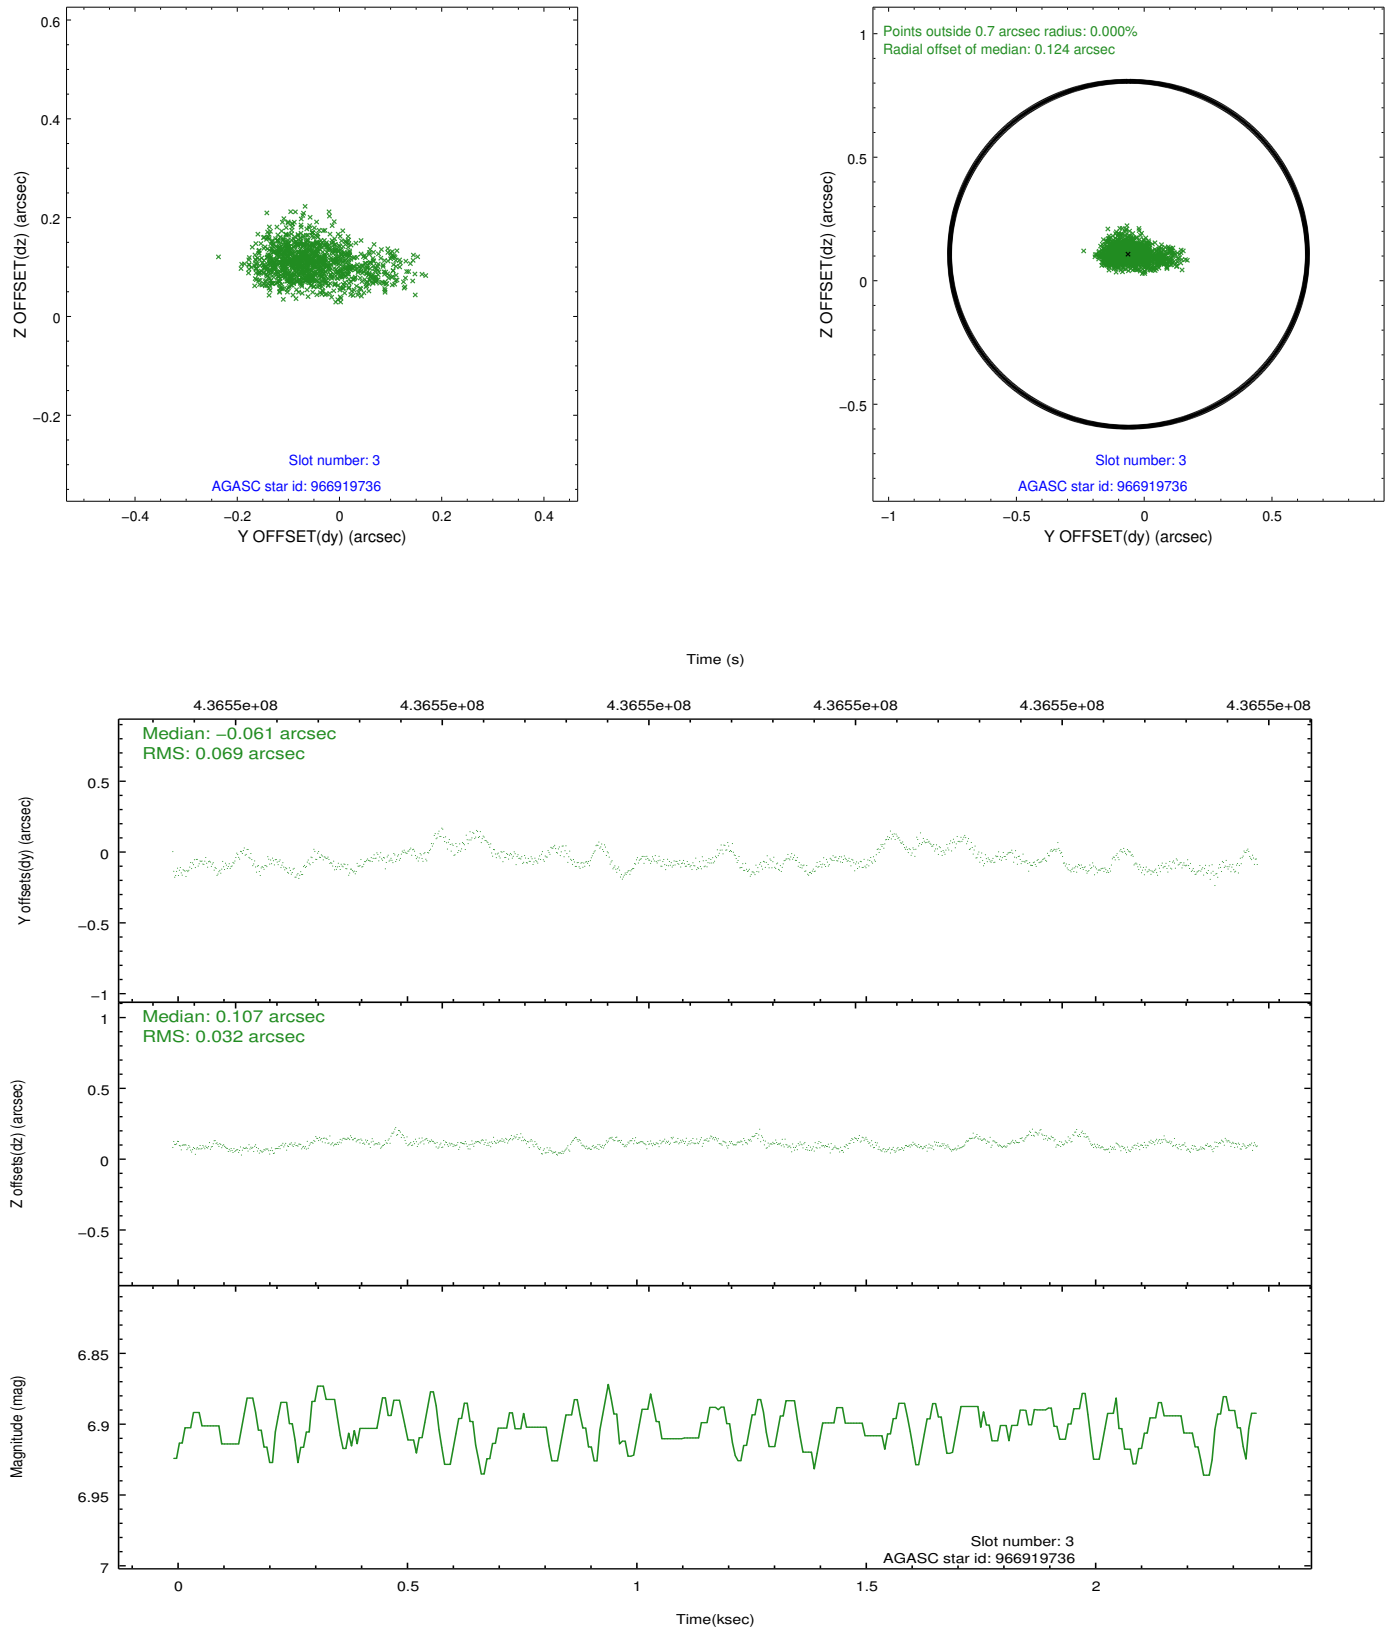 0.6
0.4
0.2
0
−0.2
Z OFFSET(dz) (arcsec)
Slot number: 3
AGASC star id: 966919736
−0.4 −0.2 0 0.2 0.4
Y OFFSET(dy) (arcsec)
Points outside 0.7 arcsec radius: 0.000%
Radial offset of median: 0.124 arcsec
1
0.5
0
−0.5
Z OFFSET(dz) (arcsec)
Slot number: 3
AGASC star id: 966919736
−1 −0.5 0 0.5
Y OFFSET(dy) (arcsec)
Time (s)
4.3655e+08 4.3655e+08 4.3655e+08 4.3655e+08 4.3655e+08 4.3655e+08
Median: −0.061 arcsec
RMS: 0.069 arcsec
0.5
0
−0.5
−1
Y offsets(dy) (arcsec)
Median: 0.107 arcsec
RMS: 0.032 arcsec
1
0.5
0
−0.5
Z offsets(dz) (arcsec)
6.85
6.9
6.95
7
Magnitude (mag)
Slot number: 3
AGASC star id: 966919736
0 0.5 1 1.5 2
Time(ksec)